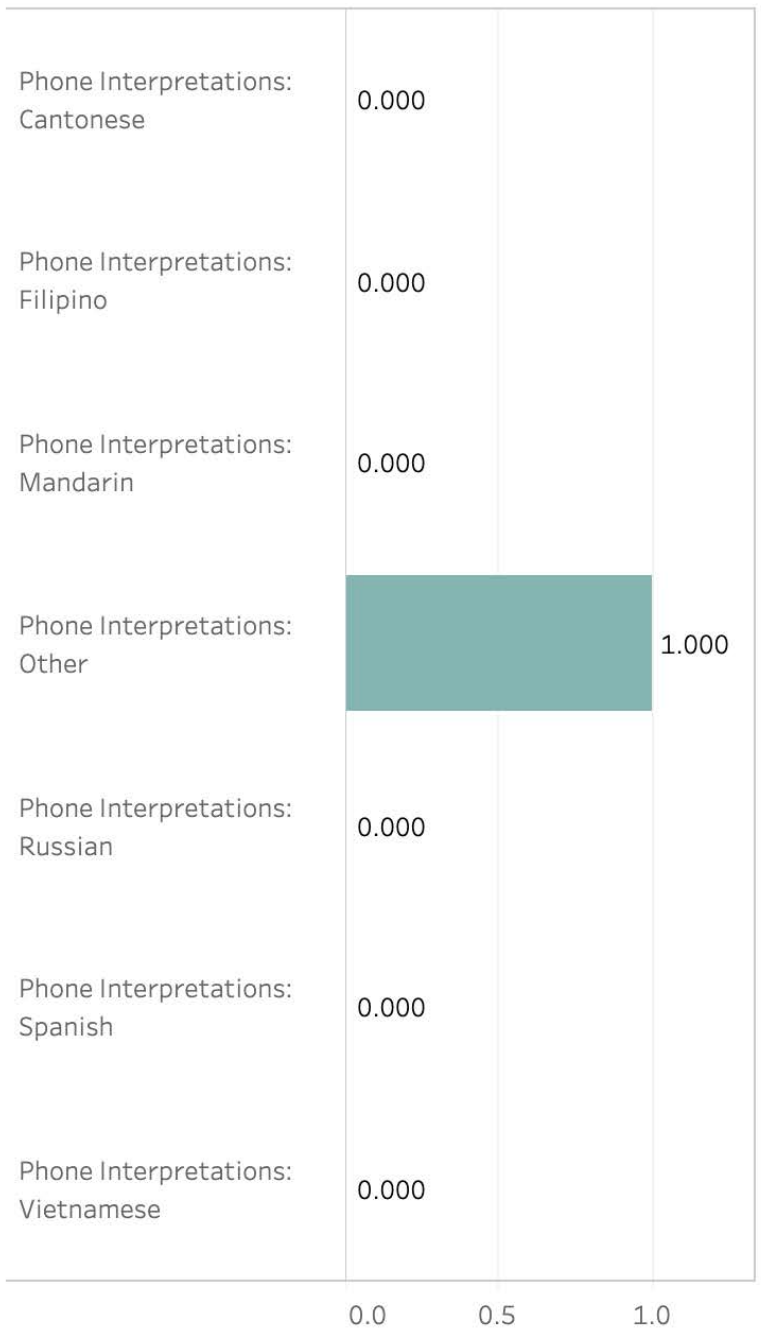 Phone Interpretations:
Cantonese
0.000
Phone Interpretations:
Filipino
0.000
Phone Interpretations:
Mandarin
0.000
Phone Interpretations:
Other
1.000
Phone Interpretations:
Russian
0.000
Phone Interpretations:
Spanish
0.000
Phone Interpretations:
Vietnamese
0.000
0.0 0.5 1.0